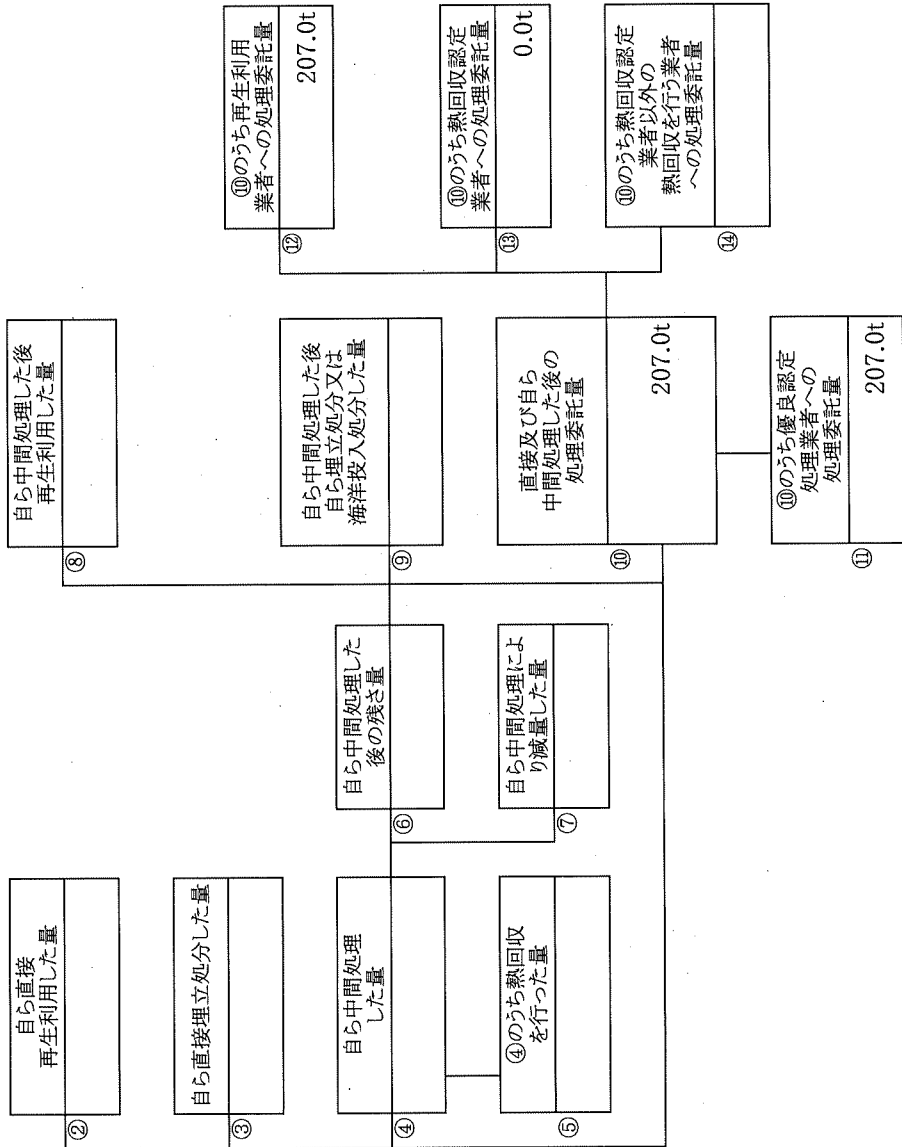 ②
自ら直接
再生利用した量
③
自ら直接埋立処分した量
④
自ら中間処理
した量
⑤
④のうち熱回収
を行った量
⑥
自ら中間処理した
後の残さ量
⑦
自ら中間処理によ
り減量した量
⑧
自ら中間処理した後
再生利用した量
⑨
自ら中間処理した後
自ら埋立処分又は
海洋投入処分した量
⑩
直接及び自ら
中間処理した後の
処理委託量
207.0t
⑪
⑩のうち優良認定
処理業者への
処理委託量
207.0t
⑫
⑩のうち再生利用
業者への処理委託量
207.0t
⑬
⑩のうち熱回収認定
業者への処理委託量
0.0t
⑭
⑩のうち熱回収認定
業者以外の
熱回収を行う業者
への処理委託量